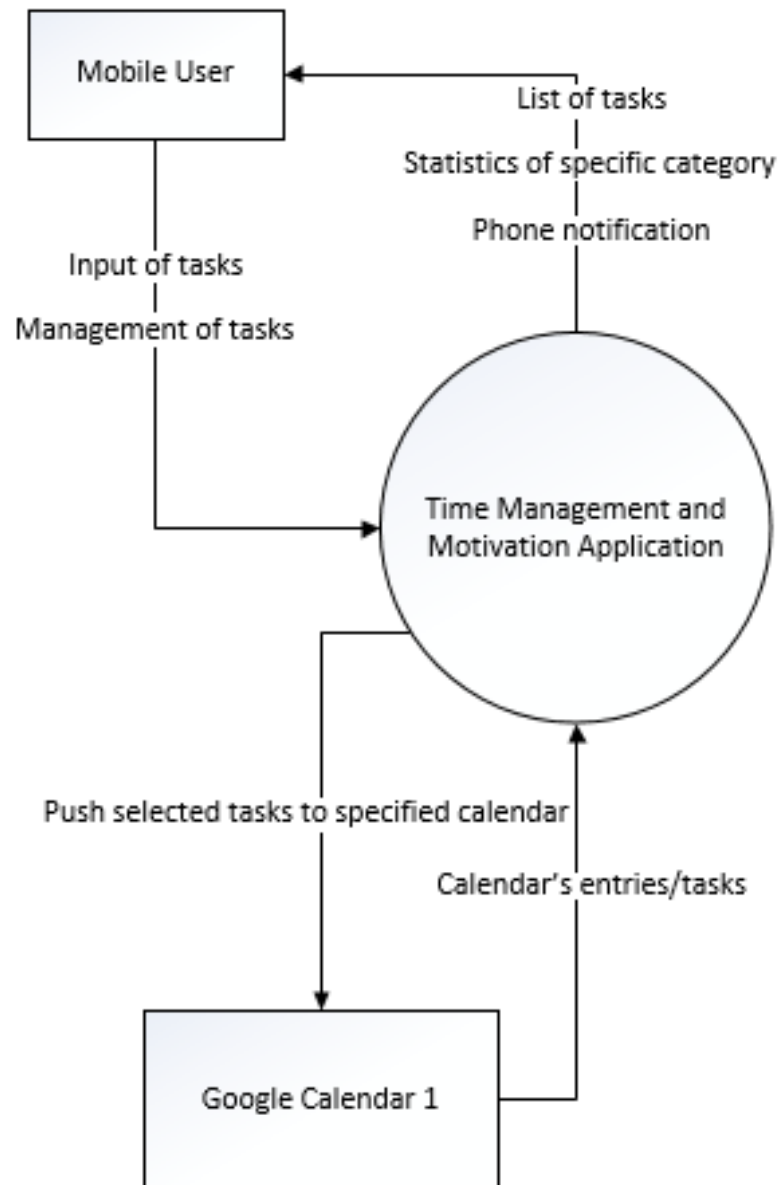 Mobile User
List of tasks
Statistics of specific category
Phone notification
Input of tasks
Management of tasks
Time Management and
Motivation Application
Push selected tasks to specified calendar
Calendar's entries/tasks
Google Calendar 1